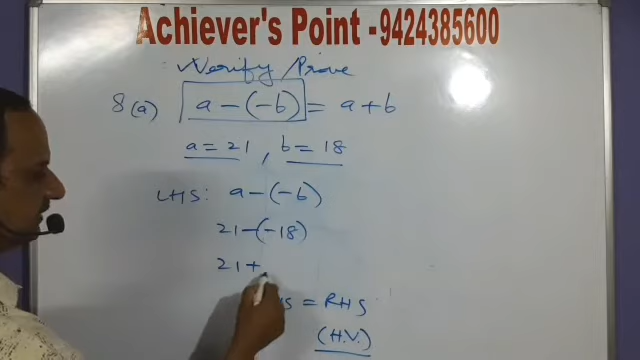 Achiever's Point -9424385600
Verify / Prove
8(a) a-(-b) = a+b
a = 21, b = 18
LHS: a-(-b)
21-(-18)
21+
= RHS
(H.V.)